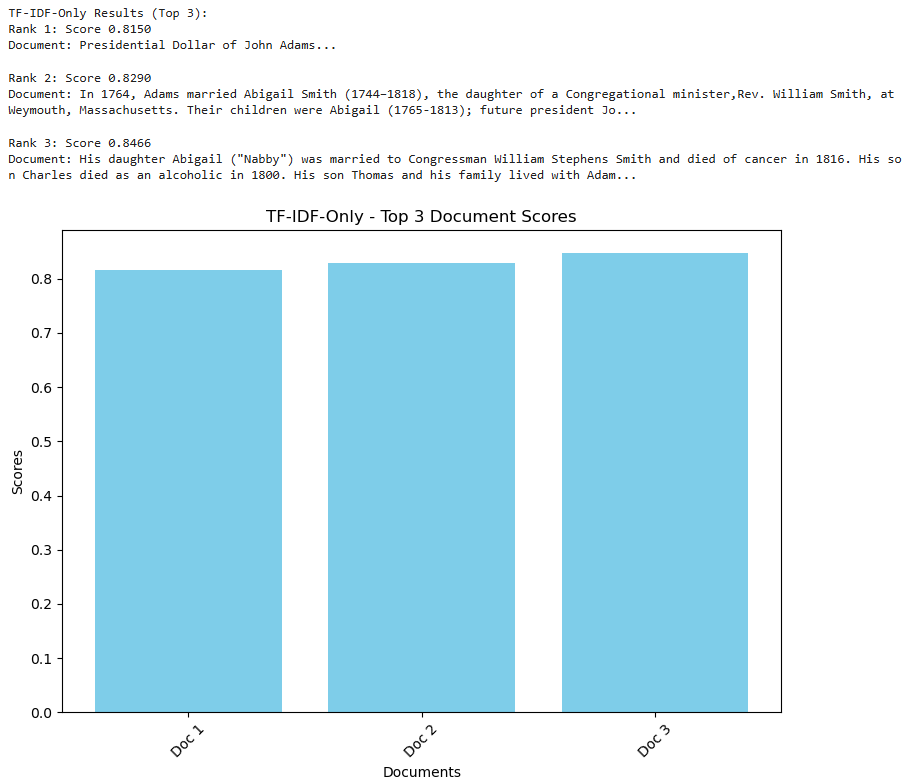 TF-IDF-Only Results (Top 3):
Rank 1: Score 0.8150
Document: Presidential Dollar of John Adams...
Rank 2: Score 0.8290
Document: In 1764, Adams married Abigail Smith (1744–1818), the daughter of a Congregational minister,Rev. William Smith, at
Weymouth, Massachusetts. Their children were Abigail (1765-1813); future president Jo...
Rank 3: Score 0.8466
Document: His daughter Abigail ("Nabby") was married to Congressman William Stephens Smith and died of cancer in 1816. His so
n Charles died as an alcoholic in 1800. His son Thomas and his family lived with Adam...
TF-IDF-Only - Top 3 Document Scores
0.8
0.7
0.6
0.5
0.4
0.3
0.2
0.1
0.0
Scores
Doc 1
Doc 2
Doc 3
Documents